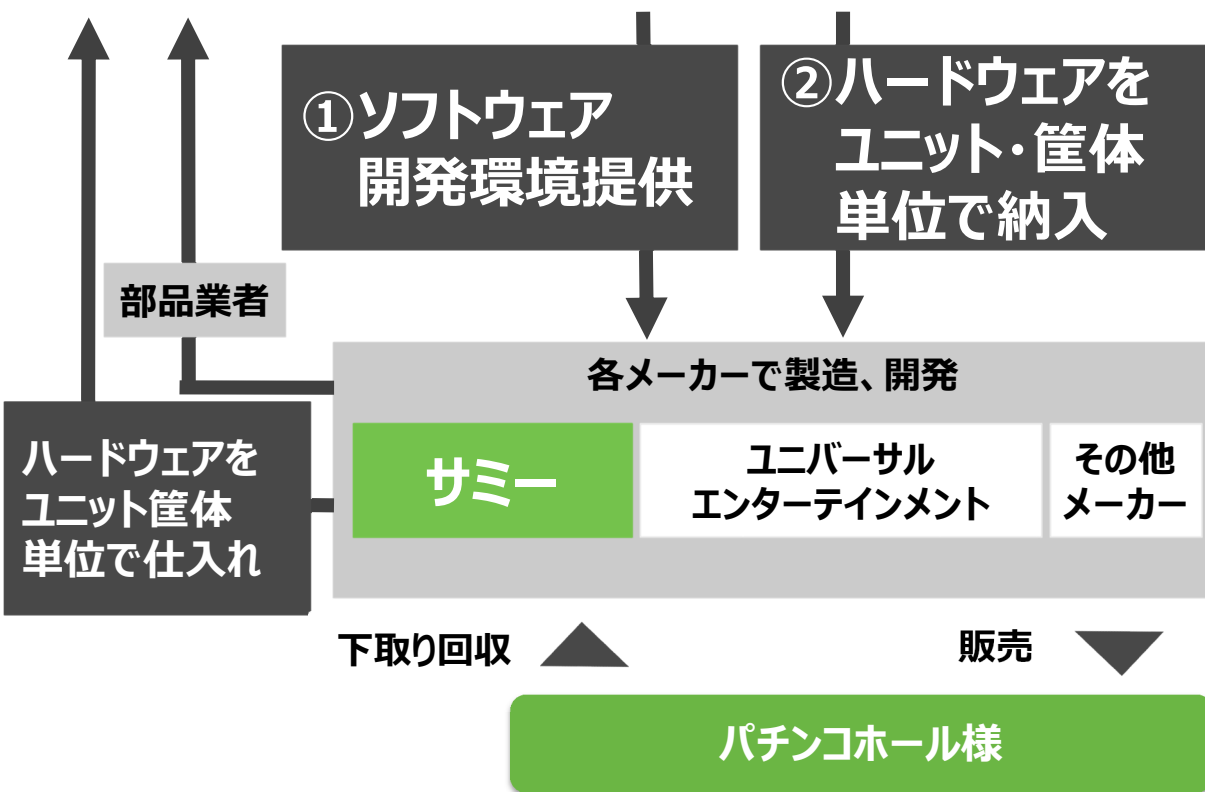 ①ソフトウェア
開発環境提供
②ハードウェアを
ユニット・筐体
単位で納入
部品業者
各メーカーで製造、開発
ハードウェアを
ユニット筐体
単位で仕入れ
サミー
ユニバーサル
エンターテインメント
その他
メーカー
下取り回収
販売
パチンコホール様